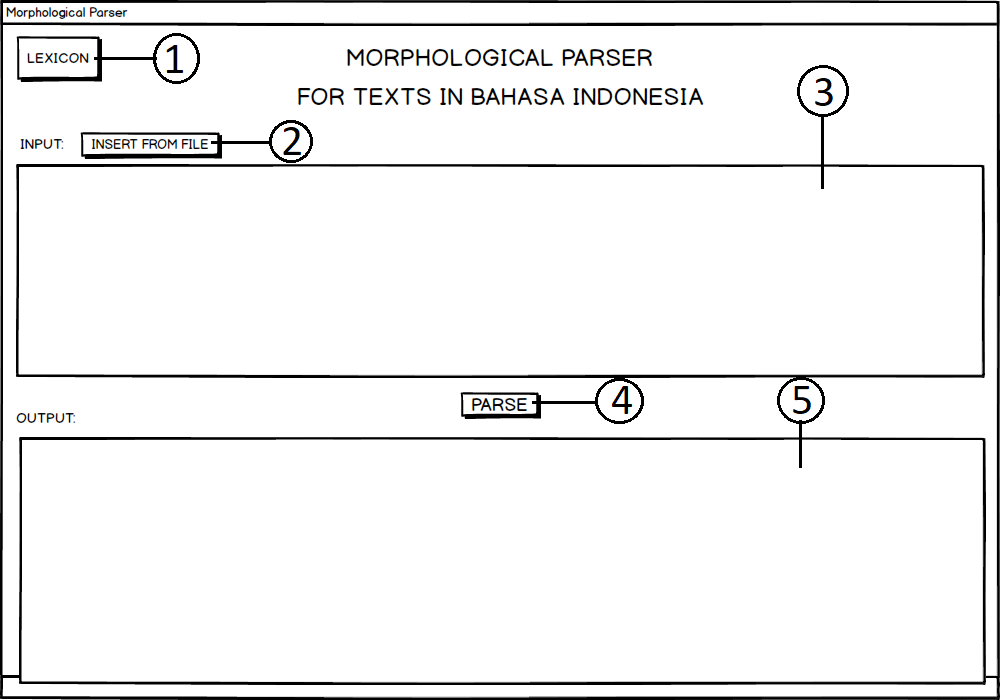 Morphological Parser
LEXICON
1
MORPHOLOGICAL PARSER
FOR TEXTS IN BAHASA INDONESIA
3
INPUT:
INSERT FROM FILE
2
PARSE
4
5
OUTPUT: